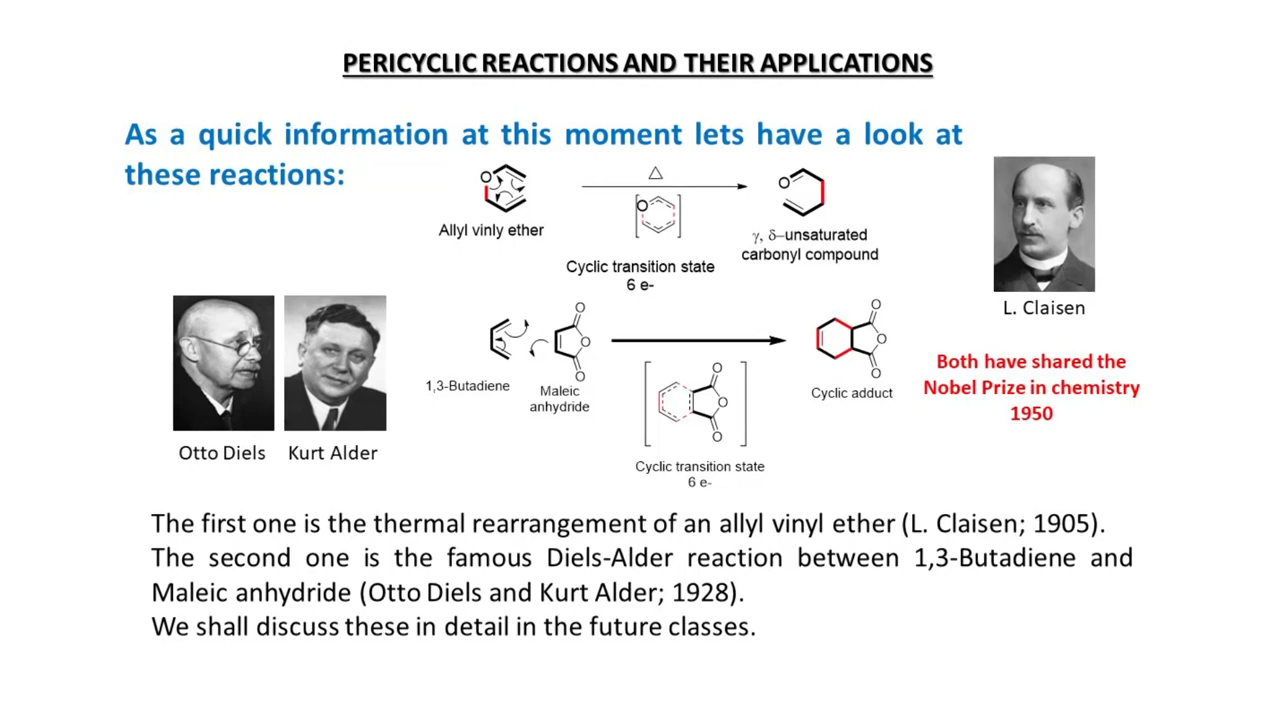 PERICYCLIC REACTIONS AND THEIR APPLICATIONS
As a quick information at this moment lets have a look at
these reactions:
O
Allyl vinly ether
△
O
Cyclic transition state
6 e-
O
γ, δ–unsaturated
carbonyl compound
L. Claisen
Otto Diels
Kurt Alder
1,3-Butadiene
O
O
O
Maleic
anhydride
O
O
O
Cyclic transition state
6 e-
O
O
O
Cyclic adduct
Both have shared the
Nobel Prize in chemistry
1950
The first one is the thermal rearrangement of an allyl vinyl ether (L. Claisen; 1905).
The second one is the famous Diels-Alder reaction between 1,3-Butadiene and
Maleic anhydride (Otto Diels and Kurt Alder; 1928).
We shall discuss these in detail in the future classes.